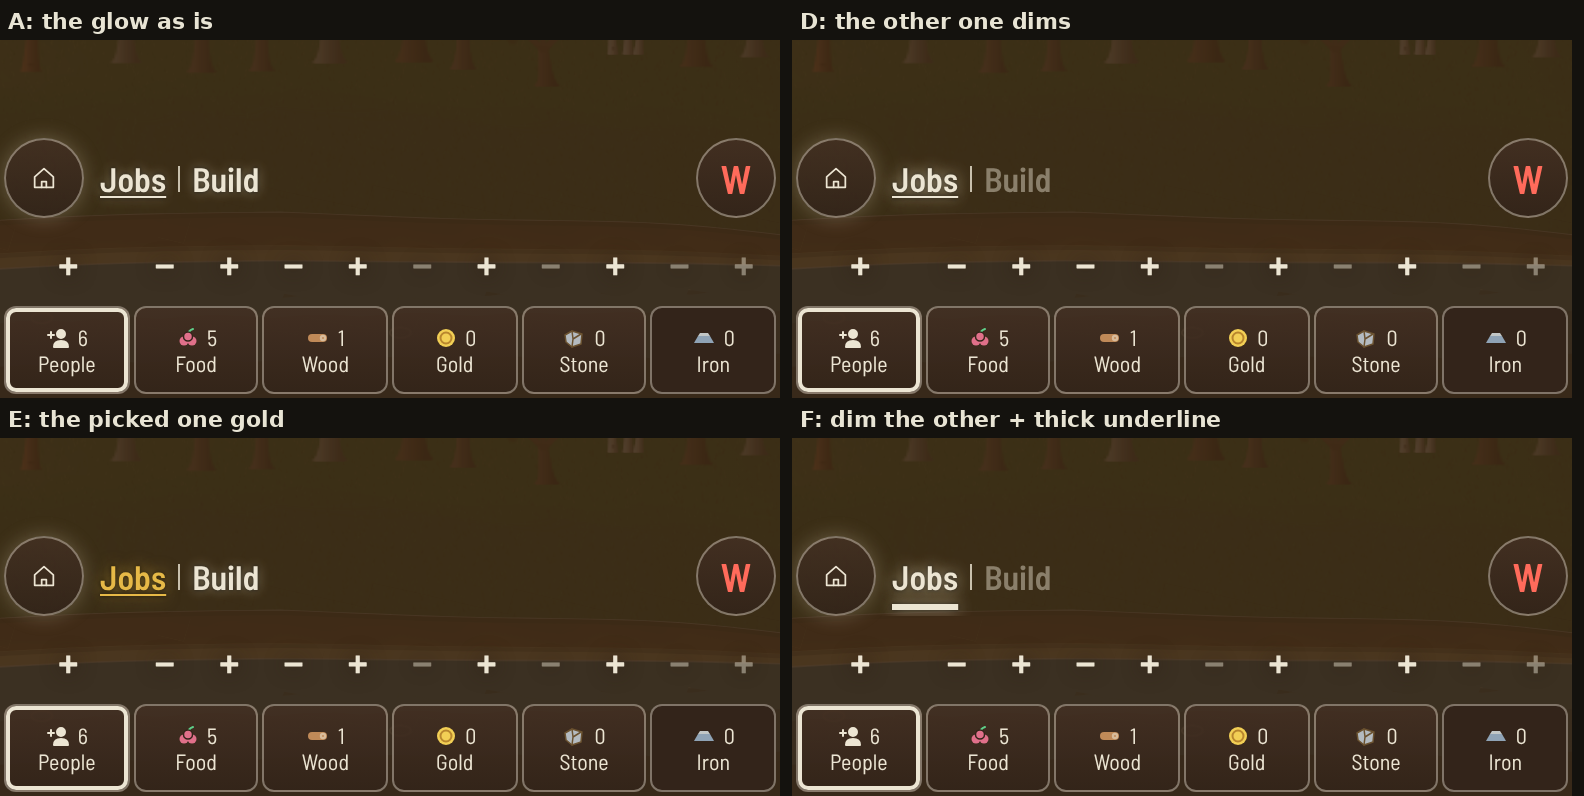 A: the glow as is
Jobs | Build
W
+ − + − + − + − + − +
6 5 1 0 0 0
People Food Wood Gold Stone Iron
D: the other one dims
Jobs | Build
W
+ − + − + − + − + − +
6 5 1 0 0 0
People Food Wood Gold Stone Iron
E: the picked one gold
Jobs | Build
W
+ − + − + − + − + − +
6 5 1 0 0 0
People Food Wood Gold Stone Iron
F: dim the other + thick underline
Jobs | Build
W
+ − + − + − + − + − +
6 5 1 0 0 0
People Food Wood Gold Stone Iron